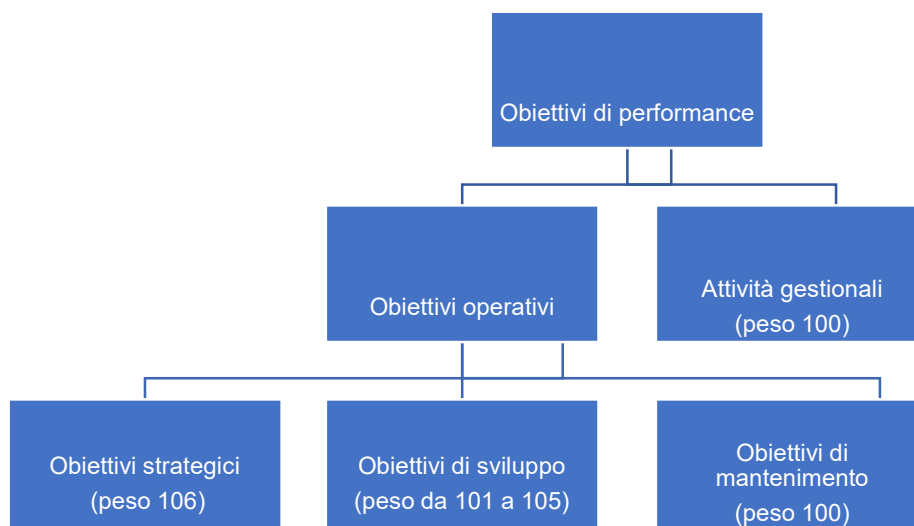 Obiettivi di performance
Obiettivi operativi
Attività gestionali
(peso 100)
Obiettivi strategici
(peso 106)
Obiettivi di sviluppo
(peso da 101 a 105)
Obiettivi di
mantenimento
(peso 100)